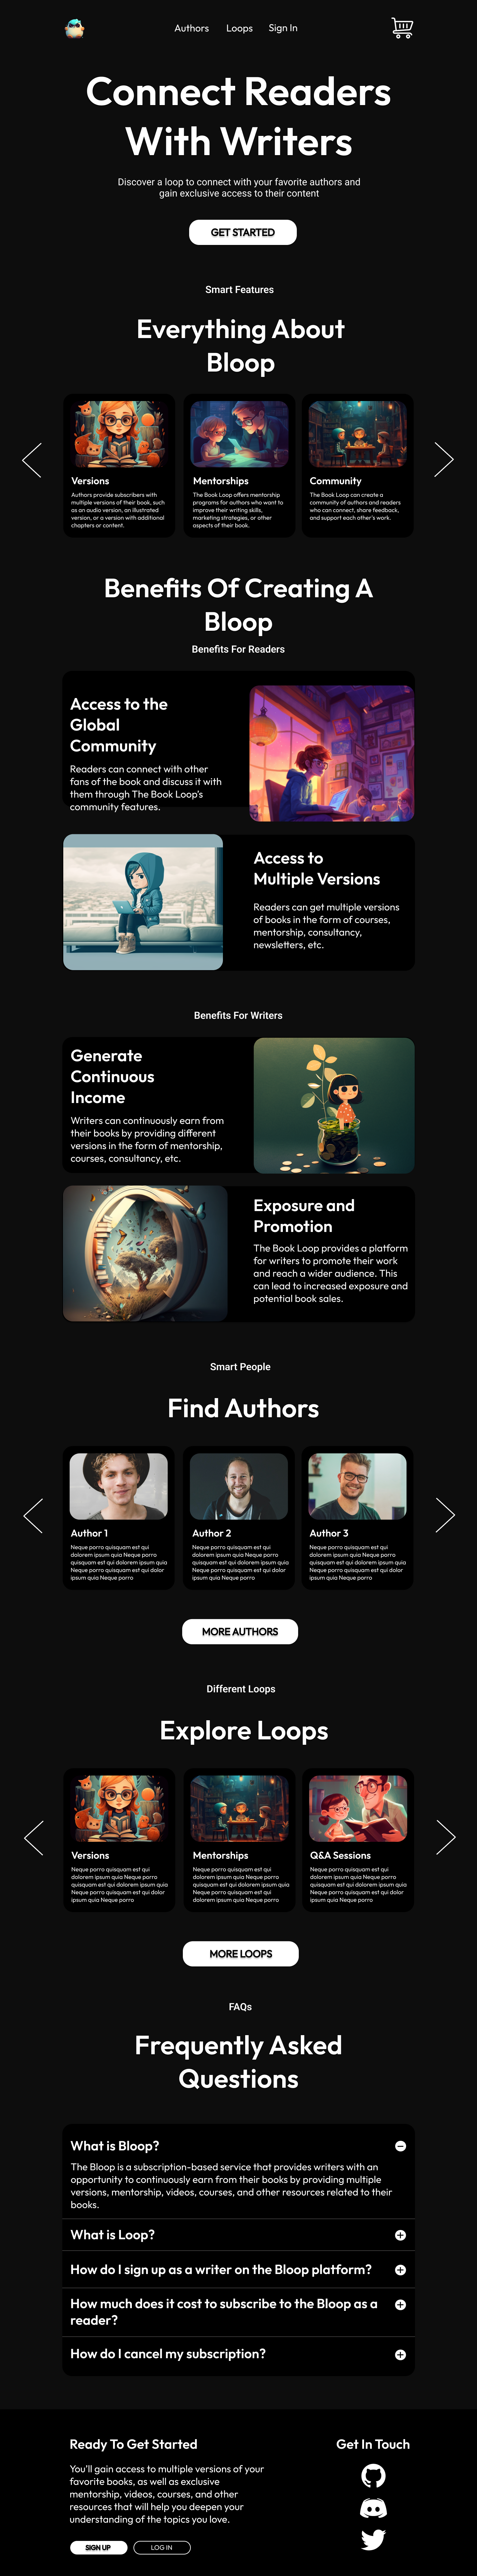 Authors
Loops
Sign In
Connect Readers
With Writers
Discover a loop to connect with your favorite authors and
gain exclusive access to their content
GET STARTED
Smart Features
Everything About
Bloop
Versions
Authors provide subscribers with
multiple versions of their book, such
as an audio version, an illustrated
version, or a version with additional
chapters or content.
Mentorships
The Book Loop offers mentorship
programs for authors who want to
improve their writing skills,
marketing strategies, or other
aspects of their book.
Community
The Book Loop can create a
community of authors and readers
who can connect, share feedback,
and support each other's work.
Benefits Of Creating A
Bloop
Benefits For Readers
Access to the
Global
Community
Readers can connect with other
fans of the book and discuss it with
them through The Book Loop's
community features.
Access to
Multiple Versions
Readers can get multiple versions
of books in the form of courses,
mentorship, consultancy,
newsletters, etc.
Benefits For Writers
Generate
Continuous
Income
Writers can continuously earn from
their books by providing different
versions in the form of mentorship,
courses, consultancy, etc.
Exposure and
Promotion
The Book Loop provides a platform
for writers to promote their work
and reach a wider audience. This
can lead to increased exposure and
potential book sales.
Smart People
Find Authors
Author 1
Neque porro quisquam est qui
dolorem ipsum quia Neque porro
quisquam est qui dolorem ipsum quia
Neque porro quisquam est qui dolor
ipsum quia Neque porro
Author 2
Neque porro quisquam est qui
dolorem ipsum quia Neque porro
quisquam est qui dolorem ipsum quia
Neque porro quisquam est qui dolor
ipsum quia Neque porro
Author 3
Neque porro quisquam est qui
dolorem ipsum quia Neque porro
quisquam est qui dolorem ipsum quia
Neque porro quisquam est qui dolor
ipsum quia Neque porro
MORE AUTHORS
Different Loops
Explore Loops
Versions
Neque porro quisquam est qui
dolorem ipsum quia Neque porro
quisquam est qui dolorem ipsum quia
Neque porro quisquam est qui dolor
ipsum quia Neque porro
Mentorships
Neque porro quisquam est qui
dolorem ipsum quia Neque porro
quisquam est qui dolorem ipsum quia
Neque porro quisquam est qui
dolorem ipsum quia Neque porro
Q&A Sessions
Neque porro quisquam est qui
dolorem ipsum quia Neque porro
quisquam est qui dolorem ipsum quia
Neque porro quisquam est qui dolor
ipsum quia Neque porro
MORE LOOPS
FAQs
Frequently Asked
Questions
What is Bloop?
The Bloop is a subscription-based service that provides writers with an
opportunity to continuously earn from their books by providing multiple
versions, mentorship, videos, courses, and other resources related to their
books.
What is Loop?
How do I sign up as a writer on the Bloop platform?
How much does it cost to subscribe to the Bloop as a
reader?
How do I cancel my subscription?
Ready To Get Started
You'll gain access to multiple versions of your
favorite books, as well as exclusive
mentorship, videos, courses, and other
resources that will help you deepen your
understanding of the topics you love.
SIGN UP
LOG IN
Get In Touch